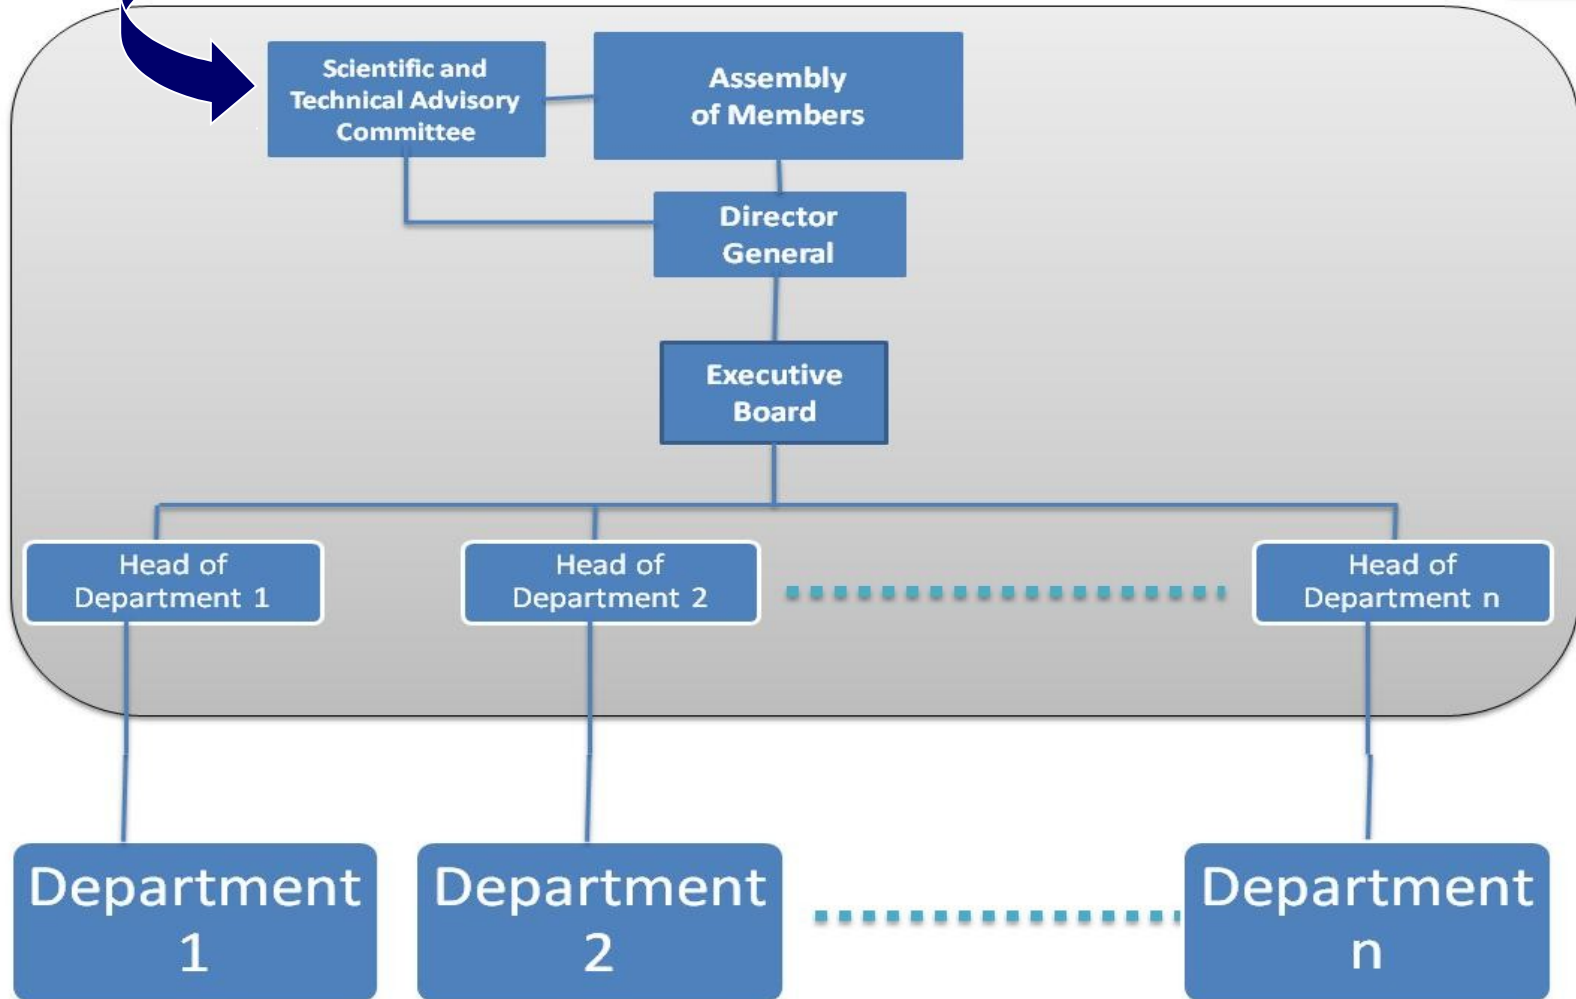 Scientific and
Technical Advisory
Committee
Assembly
of Members
Director
General
Executive
Board
Head of
Department 1
Head of
Department 2
Head of
Department n
Department
1
Department
2
Department
n